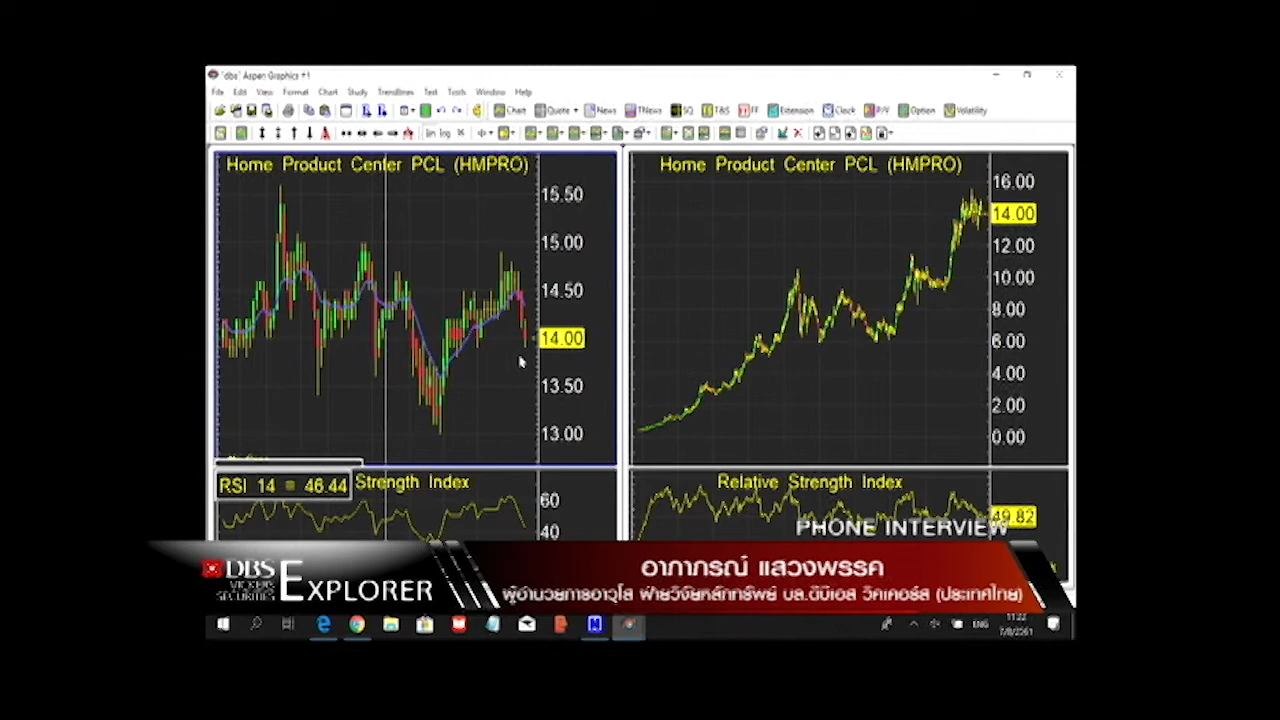 'dbs' Aspen Graphics #1
File Edit View Format Chart Study Trendlines Text Tools Window Help
Chart Quote News TNews SQ T&S FF Extension Clock P/V Option Volatility
lin log
Home Product Center PCL (HMPRO)
15.50
15.00
14.50
14.00
13.50
13.00
RSI 14 = 46.44 Strength Index
60
40
Home Product Center PCL (HMPRO)
16.00
14.00
12.00
10.00
8.00
6.00
4.00
2.00
0.00
Relative Strength Index
49.82
PHONE INTERVIEW
DBS
VICKERS
SECURITIES
EXPLORER
อาภาภรณ์ แสวงพรรค
ผู้อำนวยการอาวุโส ฝ่ายวิจัยหลักทรัพย์ บล.ดีบีเอส วิคเคอร์ส (ประเทศไทย)
ENG
11:22
7/8/2561